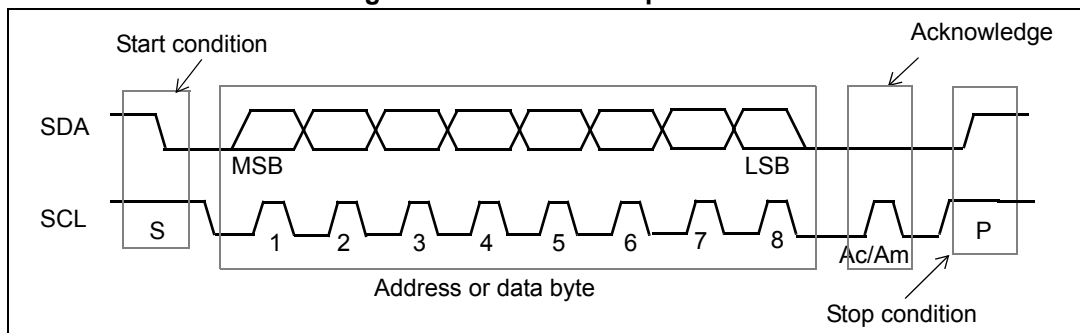 Start condition
Acknowledge
SDA
MSB
LSB
SCL
S
1
2
3
4
5
6
7
8
Ac/Am
P
Address or data byte
Stop condition